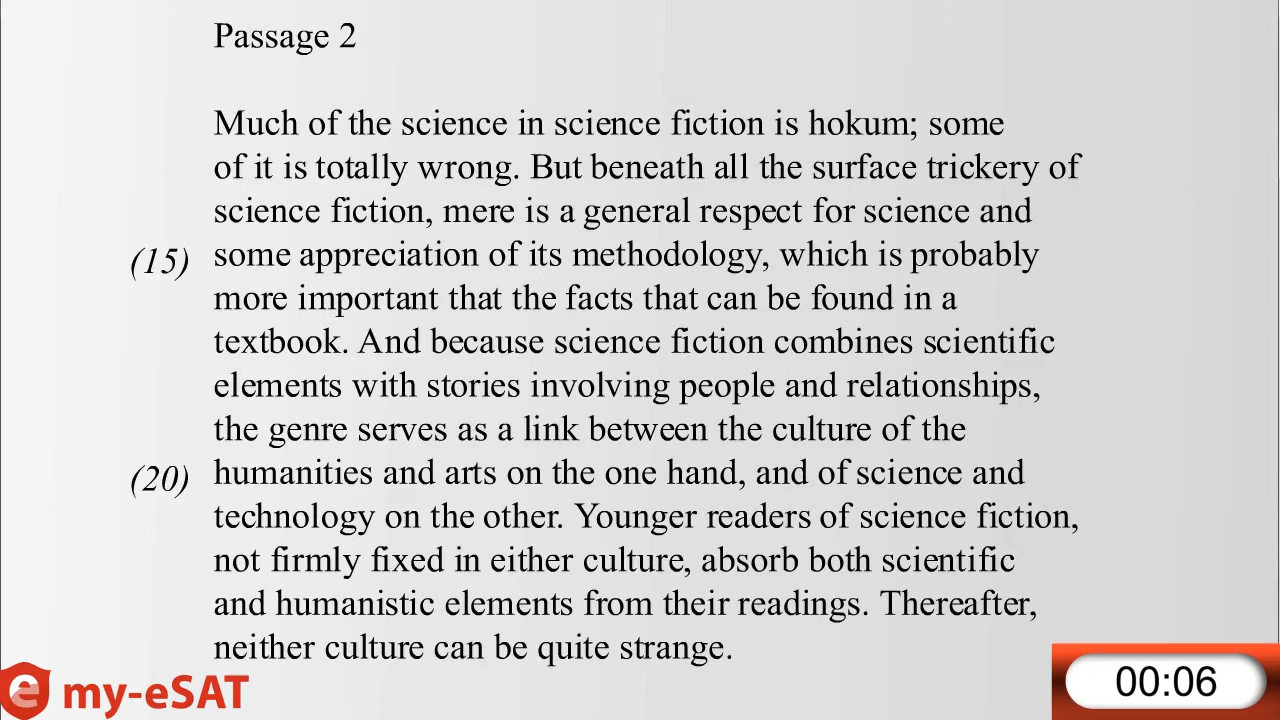 Passage 2
Much of the science in science fiction is hokum; some
of it is totally wrong. But beneath all the surface trickery of
science fiction, mere is a general respect for science and
(15) some appreciation of its methodology, which is probably
more important that the facts that can be found in a
textbook. And because science fiction combines scientific
elements with stories involving people and relationships,
the genre serves as a link between the culture of the
(20) humanities and arts on the one hand, and of science and
technology on the other. Younger readers of science fiction,
not firmly fixed in either culture, absorb both scientific
and humanistic elements from their readings. Thereafter,
neither culture can be quite strange.
e my-eSAT
00:06